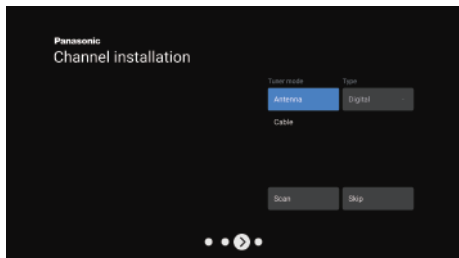 Panasonic
Channel installation
Tuner mode
Type
Antenna
Digital
Cable
Scan
Skip